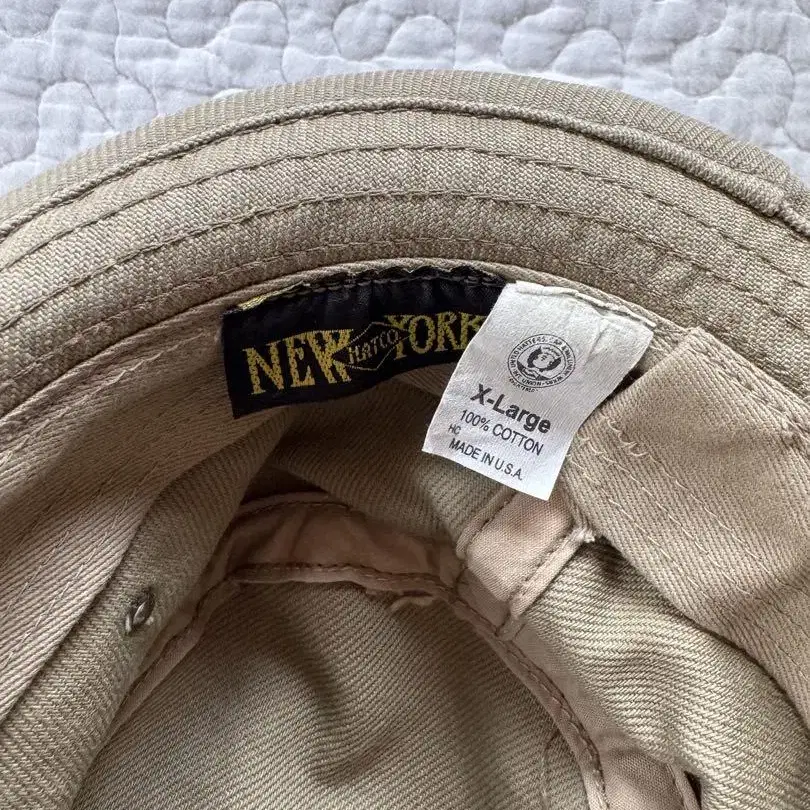 NEW HATCO YORK
X-Large
100% COTTON
HC
MADE IN U.S.A.